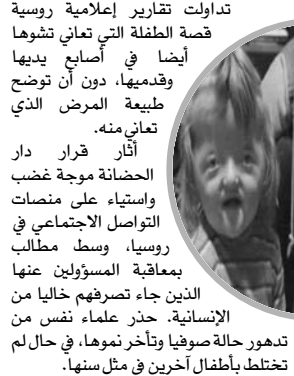 تداولت تقارير إعلامية روسية
قصة الطفلة التي تعاني تشوها
أيضا في أصابع يديها
وقدميها، دون أن توضح
طبيعة المرض الذي
تعاني منه.
أثار قرار دار
الحضانة موجة غضب
واستياء على منصات
التواصل الاجتماعي في
روسيا، وسط مطالب
بمعاقبة المسؤولين عنها
الذين جاء تصرفهم خاليا من
الإنسانية. حذر علماء نفس من
تدهور حالة صوفيا وتأخر نموها، في حال لم
تختلط بأطفال آخرين في مثل سنها.